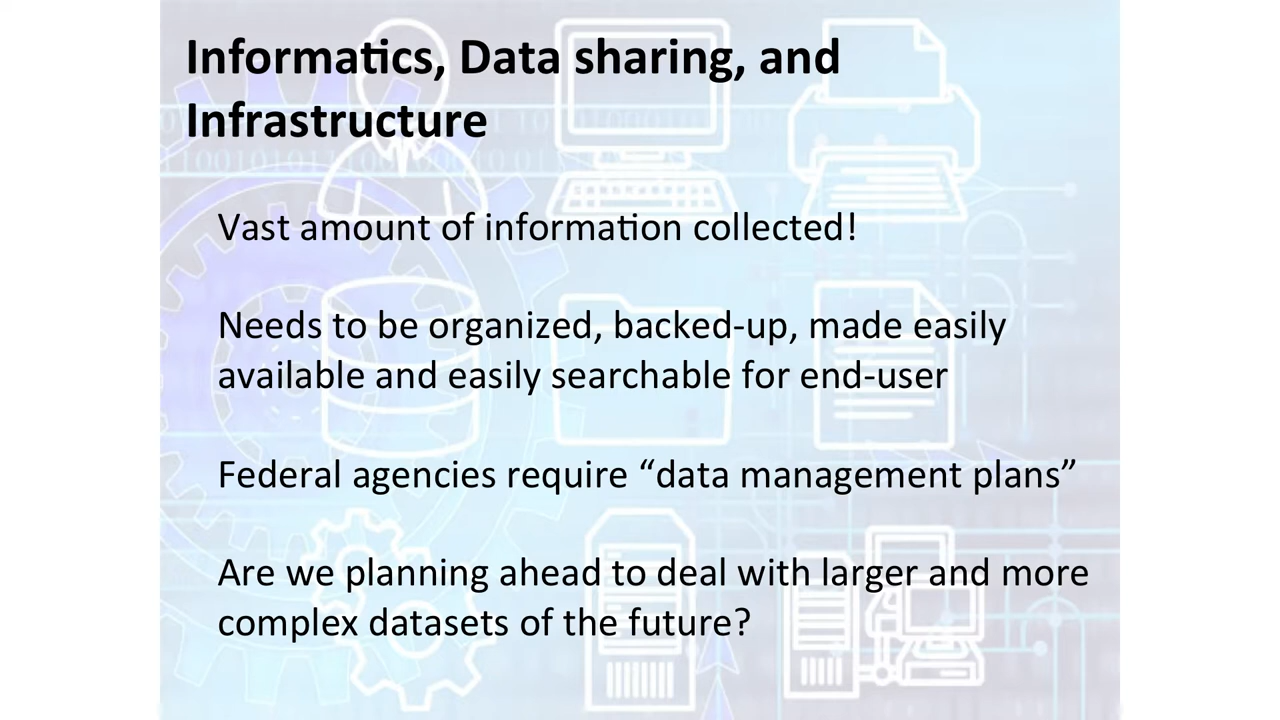 Informatics, Data sharing, and
Infrastructure
Vast amount of information collected!
Needs to be organized, backed-up, made easily
available and easily searchable for end-user
Federal agencies require “data management plans”
Are we planning ahead to deal with larger and more
complex datasets of the future?